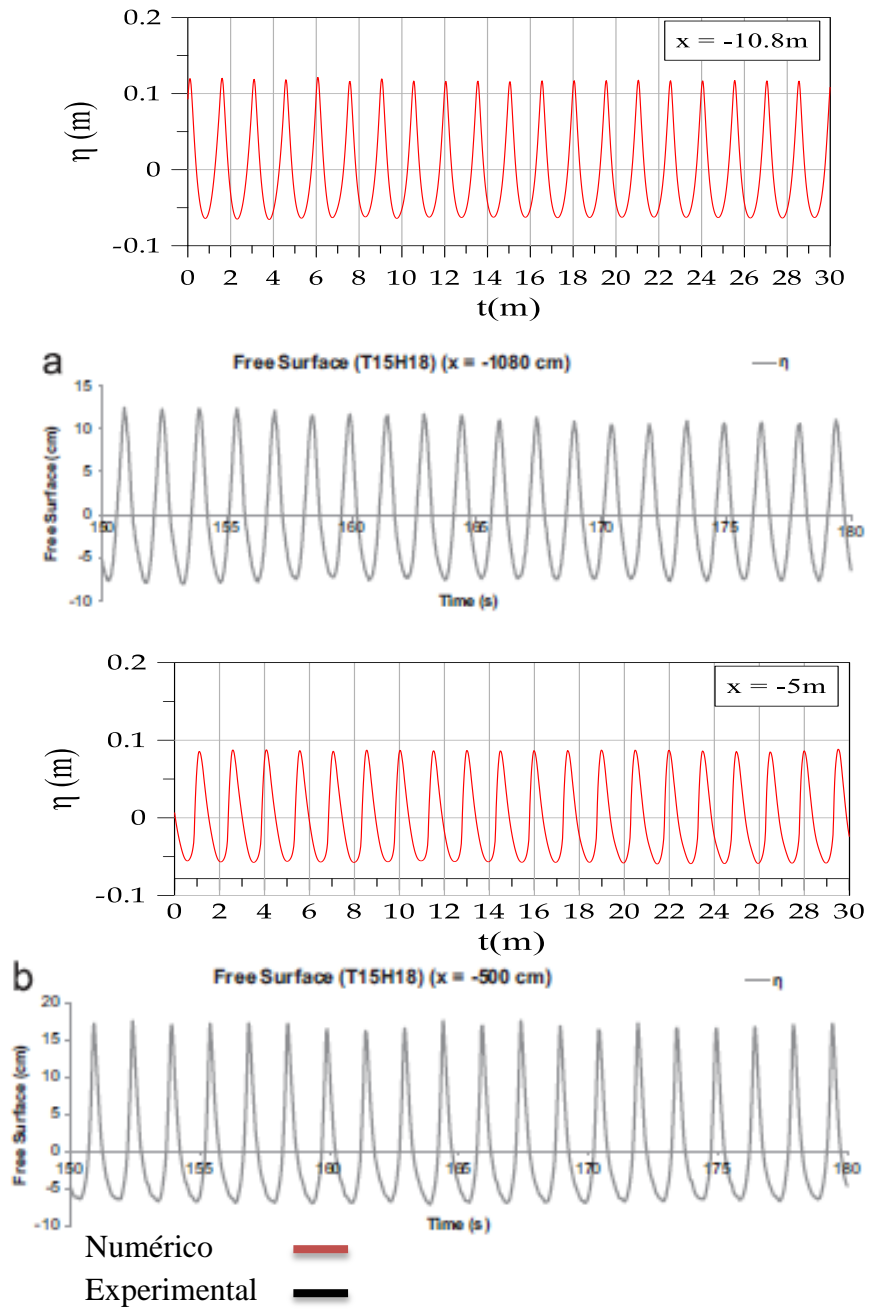 0.2
x = -10.8m
0.1
η (m)
0
-0.1
0 2 4 6 8 10 12 14 16 18 20 22 24 26 28 30
t(m)
a
Free Surface (T15H18) (x = -1080 cm) η
15
10
5
0
-5
-10
Free Surface (cm)
150 155 160 165 170 175 180
Time (s)
0.2
x = -5m
0.1
η (m)
0
-0.1
0 2 4 6 8 10 12 14 16 18 20 22 24 26 28 30
t(m)
b
Free Surface (T15H18) (x = -500 cm) η
20
15
10
5
0
-5
-10
Free Surface (cm)
150 155 160 165 170 175 180
Time (s)
Numérico
Experimental